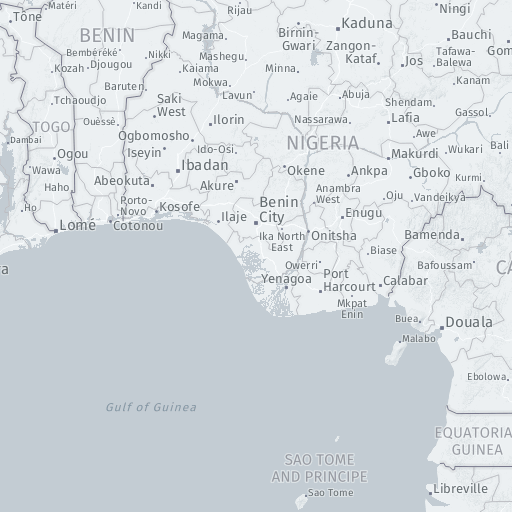 Rijau
Kandi
Ningi
Matéri
Tône
Kaduna
Birnin-
Gwari
Magama
BENIN
Bauchi
Zangon-
Kataf
Bembéréké
Nikki
Mashegu
Tafawa-
Balewa
Gom
Jos
Djougou
Kozah
Kaiama
Minna
Mokwa
Kanam
Baruten
Lavun
Agaie
Abuja
Tchaoudjo
Saki
West
Shendam
Gassol
Ouèssè
Ilorin
Nassarawa
Lafia
TOGO
Ogbomosho
Awe
Dambai
NIGERIA
Iseyin
Ido-Osi
Makurdi
Wukari
Bali
Ogou
Ibadan
Wawa
Okene
Ankpa
Gboko
Kurmi
Haho
Abeokuta
Akure
Anambra
West
Oju
Vandeikya
Ho
Porto-
Novo
Kosofe
Ilaje
Benin
City
Enugu
Lomé
Cotonou
Ika North
East
Onitsha
Bamenda
Biase
Owerri
Bafoussam
CA
ra
Yenagoa
Port
Harcourt
Calabar
Mkpat
Enin
Buea
Douala
Malabo
Ebolowa
Gulf of Guinea
EQUATORIA
GUINEA
SAO TOME
AND PRINCIPE
Sao Tome
Libreville